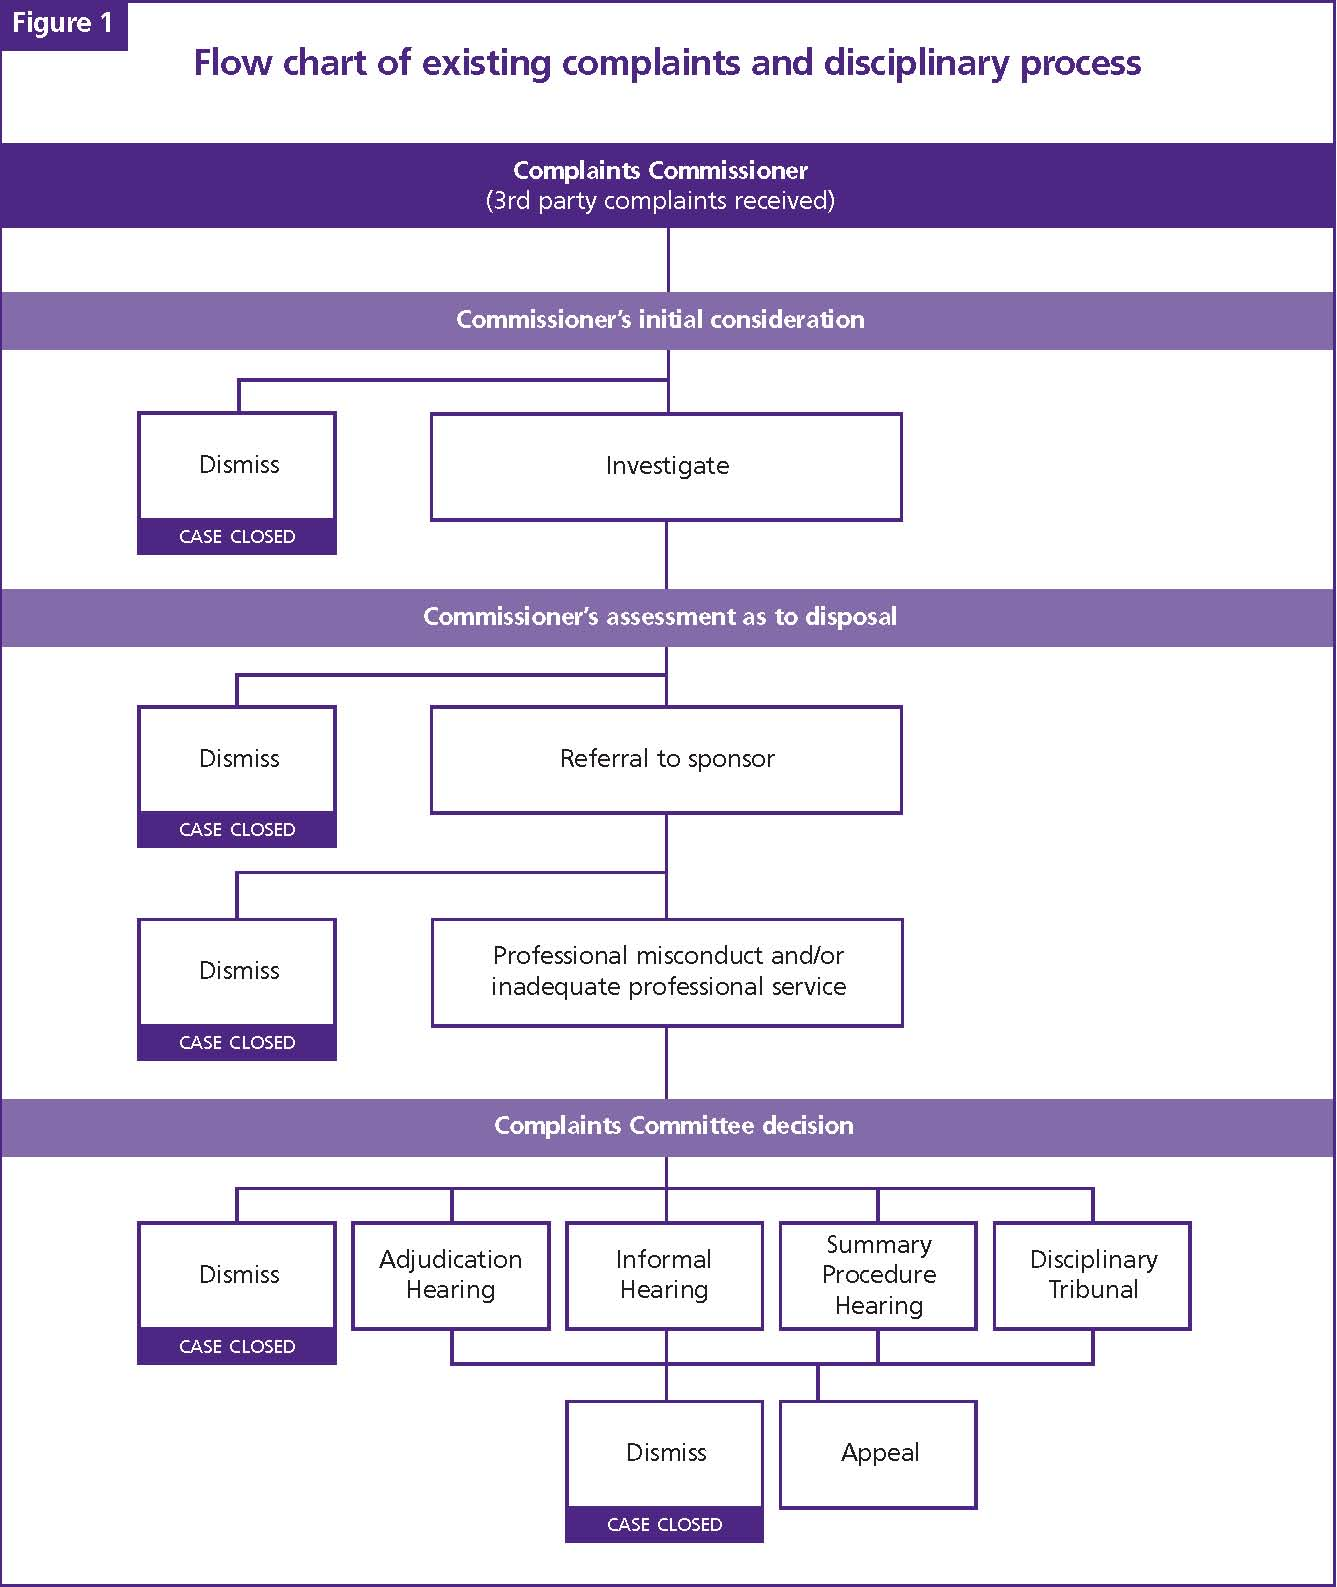 Figure 1
Flow chart of existing complaints and disciplinary process
Complaints Commissioner
(3rd party complaints received)
Commissioner's initial consideration
Dismiss
CASE CLOSED
Investigate
Commissioner's assessment as to disposal
Dismiss
CASE CLOSED
Referral to sponsor
Dismiss
CASE CLOSED
Professional misconduct and/or
inadequate professional service
Complaints Committee decision
Dismiss
CASE CLOSED
Adjudication
Hearing
Informal
Hearing
Summary
Procedure
Hearing
Disciplinary
Tribunal
Dismiss
CASE CLOSED
Appeal